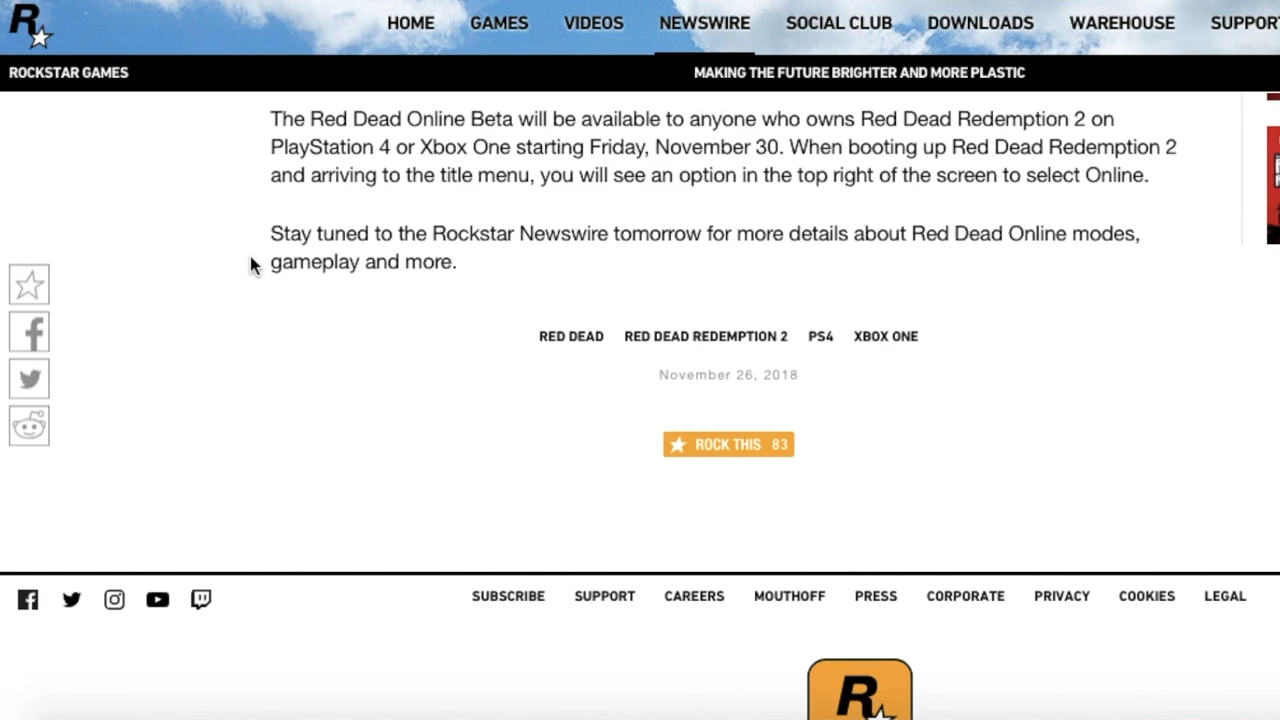 HOME GAMES VIDEOS NEWSWIRE SOCIAL CLUB DOWNLOADS WAREHOUSE
ROCKSTAR GAMES MAKING THE FUTURE BRIGHTER AND MORE PLASTIC
The Red Dead Online Beta will be available to anyone who owns Red Dead Redemption 2 on
PlayStation 4 or Xbox One starting Friday, November 30. When booting up Red Dead Redemption 2
and arriving to the title menu, you will see an option in the top right of the screen to select Online.
Stay tuned to the Rockstar Newswire tomorrow for more details about Red Dead Online modes,
gameplay and more.
RED DEAD RED DEAD REDEMPTION 2 PS4 XBOX ONE
November 26, 2018
ROCK THIS 83
SUBSCRIBE SUPPORT CAREERS MOUTHOFF PRESS CORPORATE PRIVACY COOKIES LEGAL
R